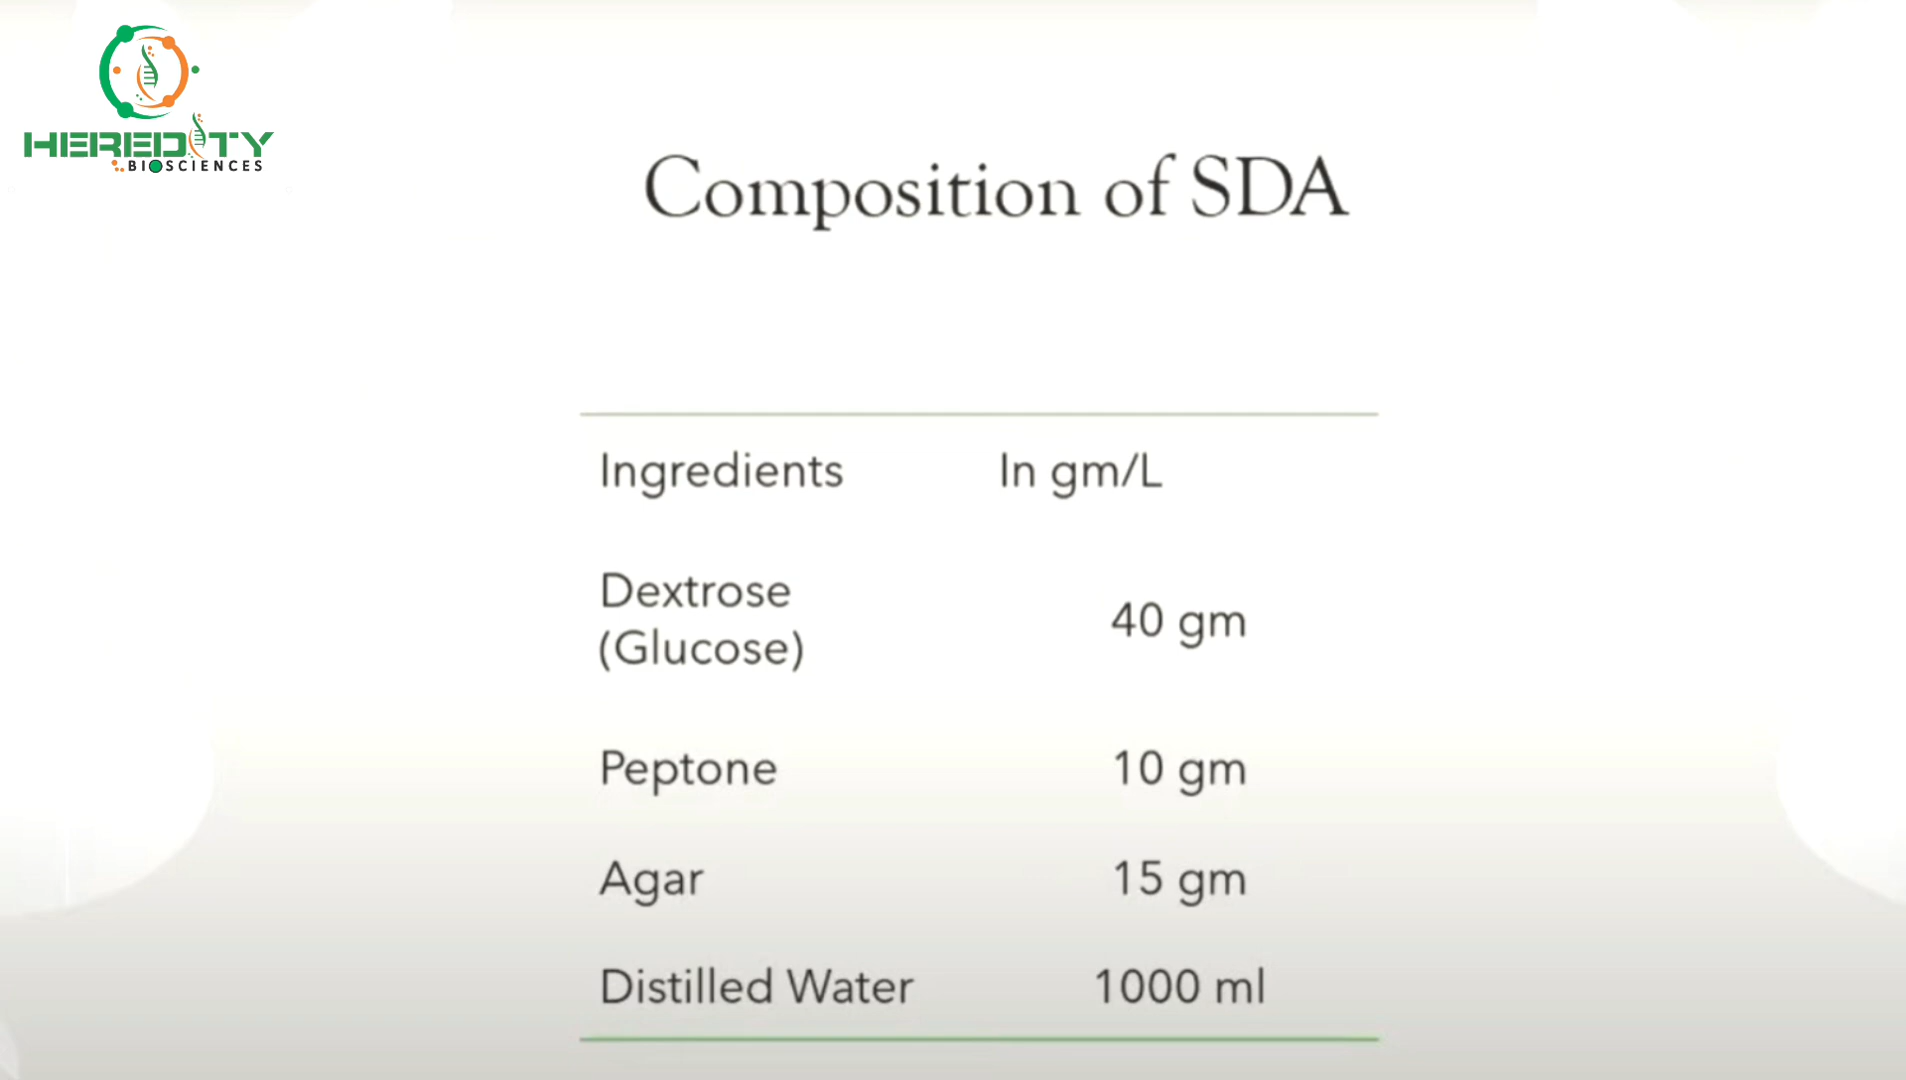 HEREDITY
BIOSCIENCES
Composition of SDA
Ingredients In gm/L
Dextrose
(Glucose) 40 gm
Peptone 10 gm
Agar 15 gm
Distilled Water 1000 ml